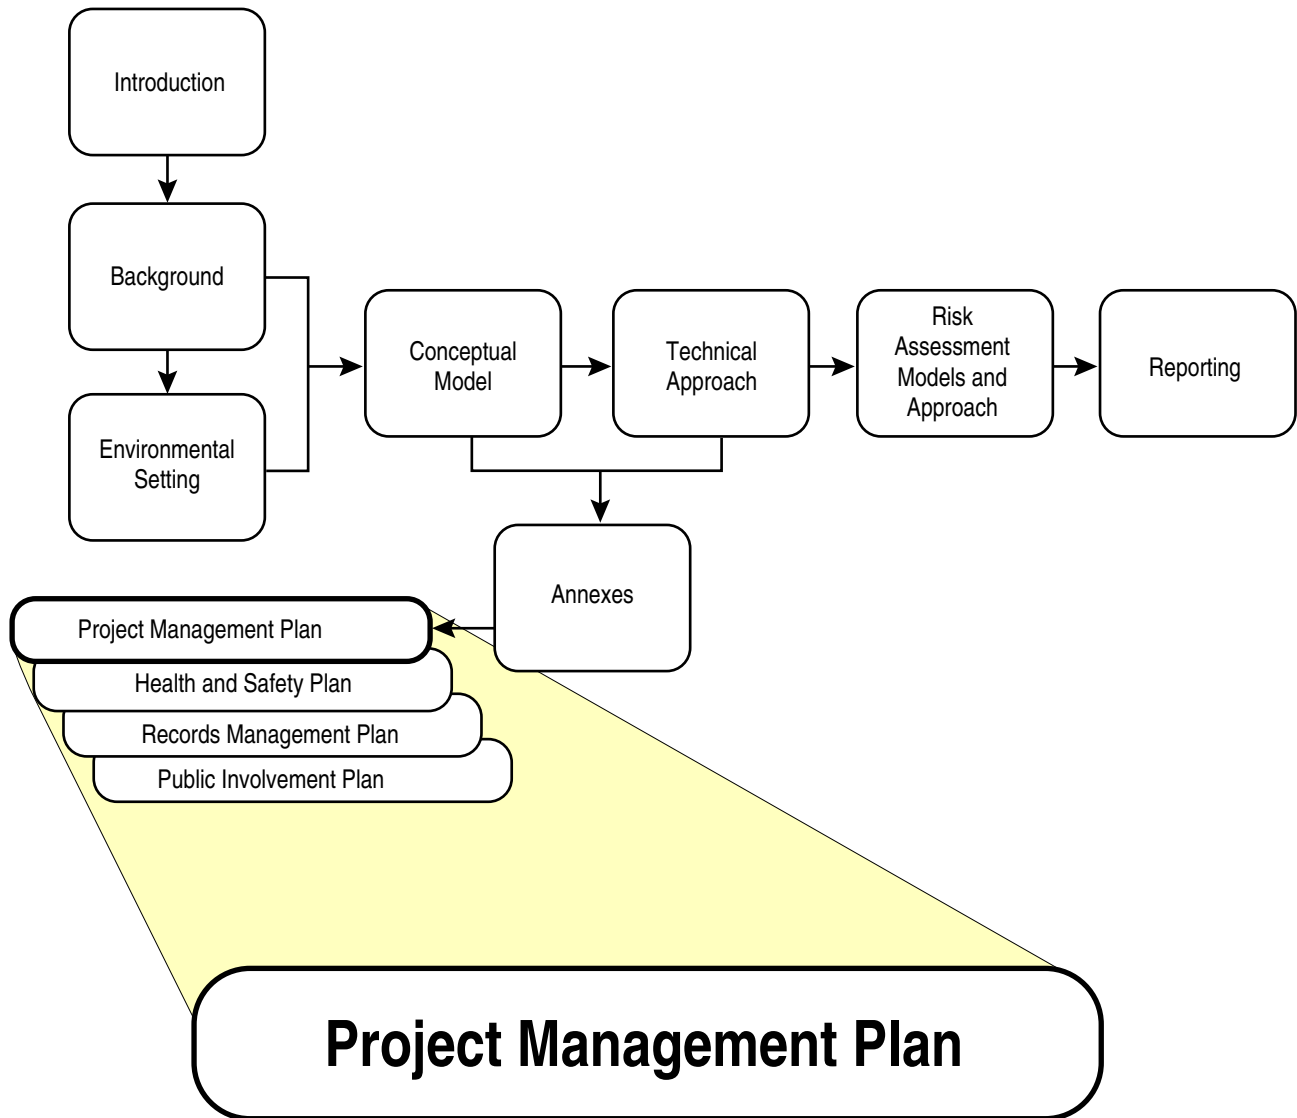 Introduction
Background
Environmental
Setting
Conceptual
Model
Technical
Approach
Risk
Assessment
Models and
Approach
Reporting
Annexes
Project Management Plan
Health and Safety Plan
Records Management Plan
Public Involvement Plan
Project Management Plan